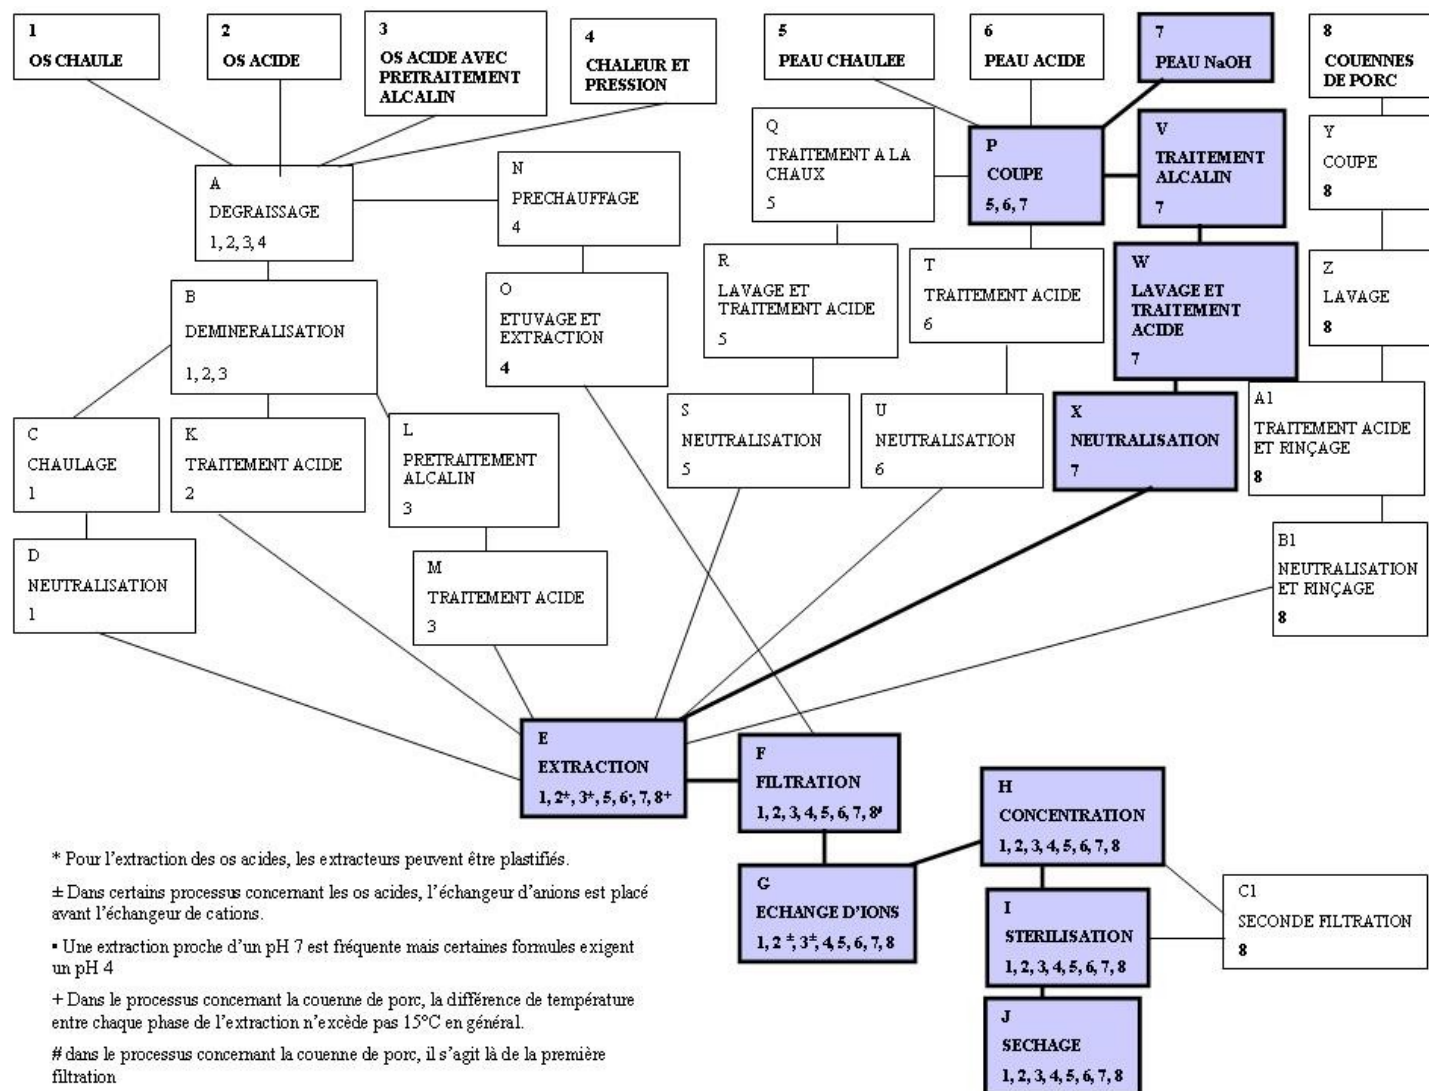 1
OS CHAULE
2
OS ACIDE
3
OS ACIDE AVEC
PRETRAITEMENT
ALCALIN
4
CHALEUR ET
PRESSION
5
PEAU CHAULEE
6
PEAU ACIDE
7
PEAU NaOH
8
COUENNES
DE PORC
A
DEGRAISSAGE
1, 2, 3, 4
N
PRECHAUFFAGE
4
Q
TRAITEMENT A LA
CHAUX
5
P
COUPE
5, 6, 7
V
TRAITEMENT
ALCALIN
7
Y
COUPE
8
B
DEMINERALISATION
1, 2, 3
O
ETUVAGE ET
EXTRACTION
4
R
LAVAGE ET
TRAITEMENT ACIDE
5
T
TRAITEMENT ACIDE
6
W
LAVAGE ET
TRAITEMENT
ACIDE
7
Z
LAVAGE
8
C
CHAULAGE
1
K
TRAITEMENT ACIDE
2
L
PRETRAITEMENT
ALCALIN
3
S
NEUTRALISATION
5
U
NEUTRALISATION
6
X
NEUTRALISATION
7
A1
TRAITEMENT ACIDE
ET RINÇAGE
8
D
NEUTRALISATION
1
M
TRAITEMENT ACIDE
3
B1
NEUTRALISATION
ET RINÇAGE
8
E
EXTRACTION
1, 2*, 3*, 5, 6▪, 7, 8+
F
FILTRATION
1, 2, 3, 4, 5, 6, 7, 8#
H
CONCENTRATION
1, 2, 3, 4, 5, 6, 7, 8
G
ECHANGE D'IONS
1, 2 ±, 3±, 4, 5, 6, 7, 8
I
STERILISATION
1, 2, 3, 4, 5, 6, 7, 8
C1
SECONDE FILTRATION
8
J
SECHAGE
1, 2, 3, 4, 5, 6, 7, 8
* Pour l'extraction des os acides, les extracteurs peuvent être plastifiés.
± Dans certains processus concernant les os acides, l'échangeur d'anions est placé
avant l'échangeur de cations.
▪ Une extraction proche d'un pH 7 est fréquente mais certaines formules exigent
un pH 4
+ Dans le processus concernant la couenne de porc, la différence de température
entre chaque phase de l'extraction n'excède pas 15°C en général.
# dans le processus concernant la couenne de porc, il s'agit là de la première
filtration